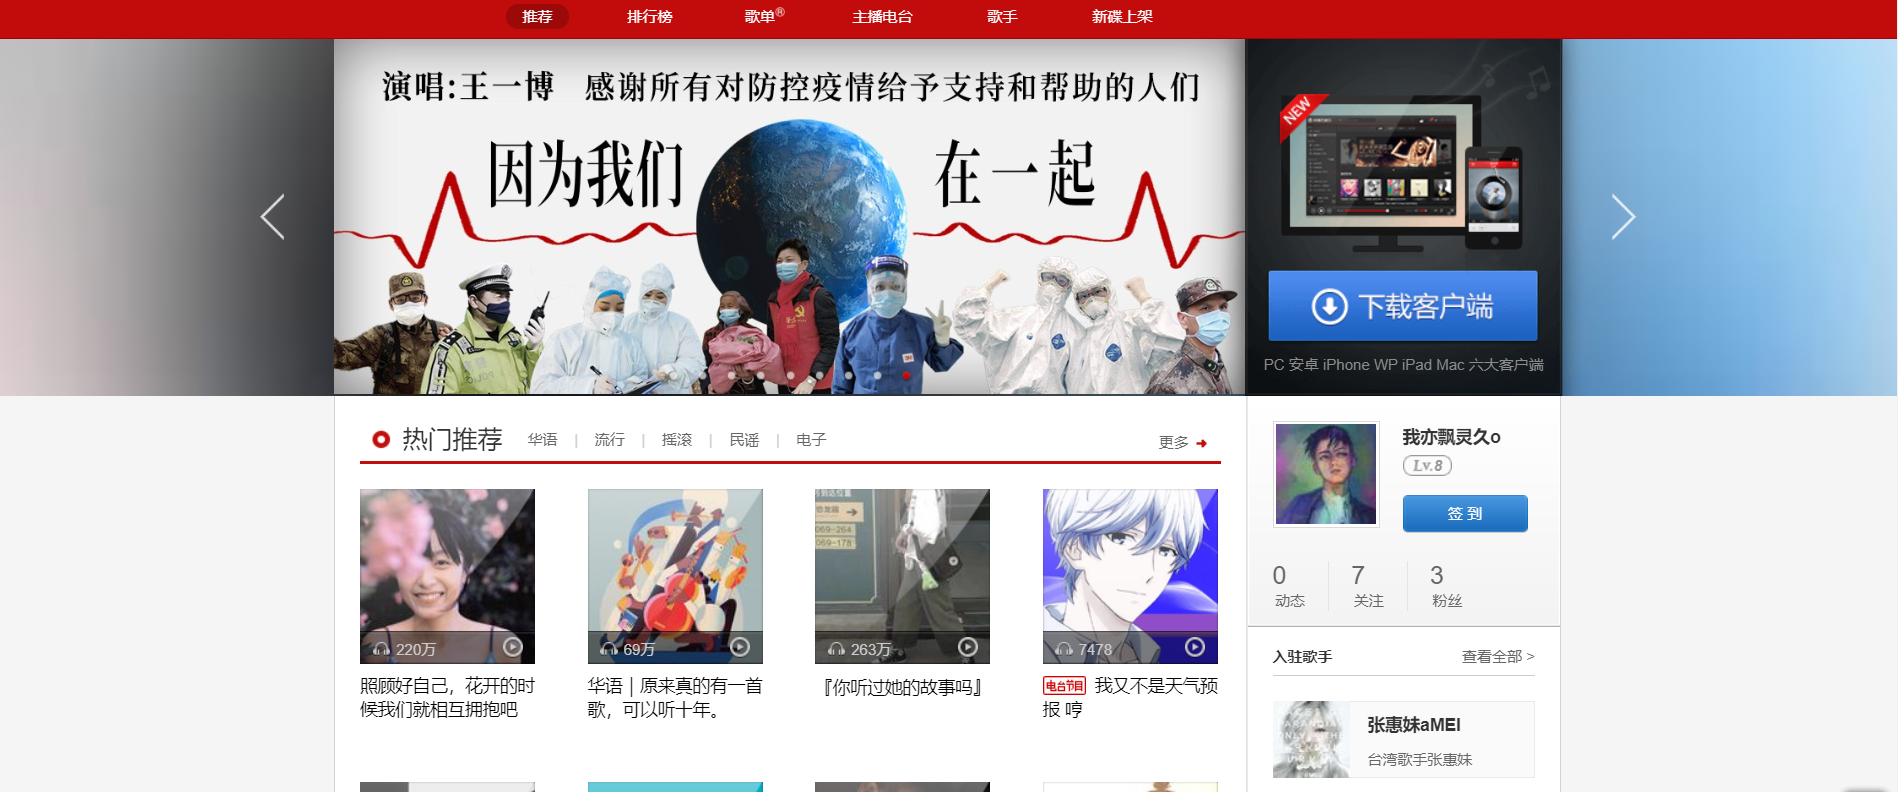 推荐
排行榜
歌单®
主播电台
歌手
新碟上架
演唱:王一博 感谢所有对防控疫情给予支持和帮助的人们
因为我们 在一起
NEW
下载客户端
PC 安卓 iPhone WP iPad Mac 六大客户端
热门推荐
华语 | 流行 | 摇滚 | 民谣 | 电子
更多
220万
69万
263万
7478
照顾好自己，花开的时
候我们就相互拥抱吧
华语 | 原来真的有一首
歌，可以听十年。
『你听过她的故事吗』
电台节目 我又不是天气预
报 哼
我亦飘灵久o
Lv.8
签 到
0 7 3
动态 关注 粉丝
入驻歌手 查看全部 >
张惠妹aMEI
台湾歌手张惠妹